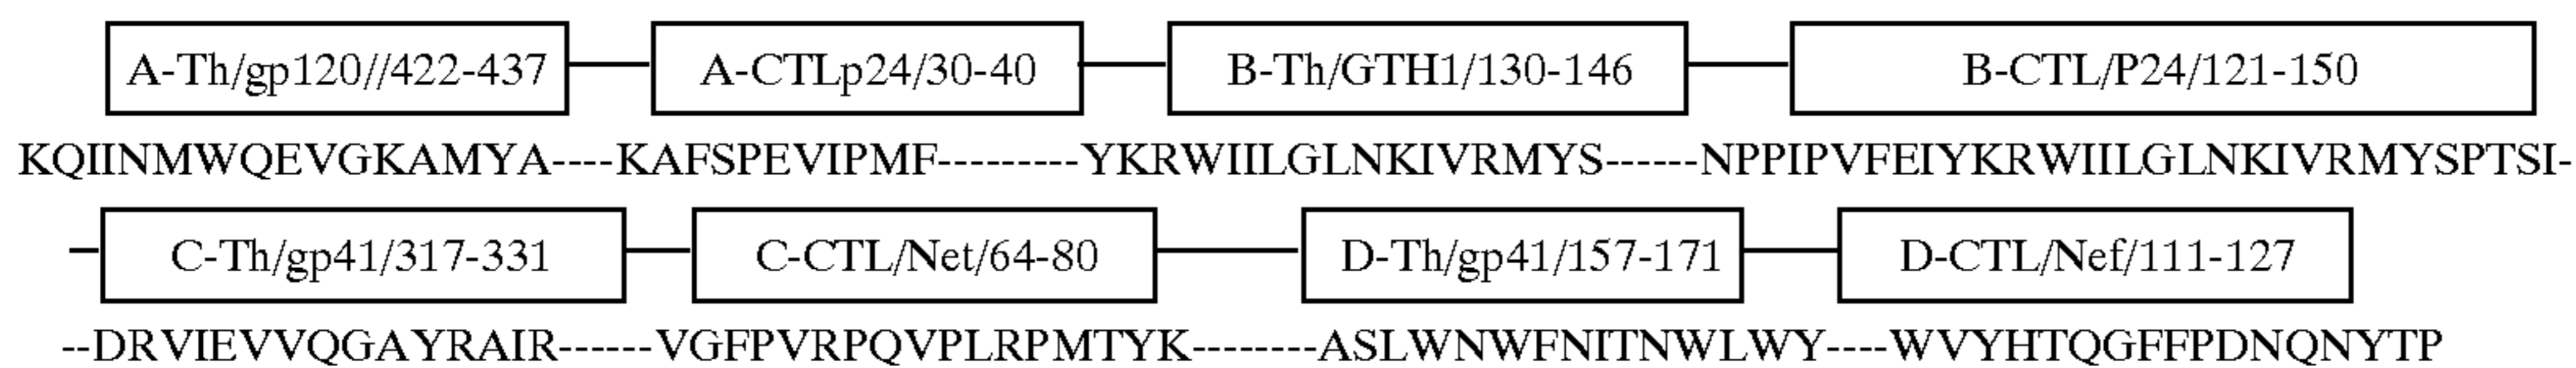 A-Th/gp120//422-437 A-CTLp24/30-40 B-Th/GTH1/130-146 B-CTL/P24/121-150
KQIINMWQEVGKAMYA----KAFSPEVIPMF---------YKRWIILGLNKIVRMYS------NPPIPVFEIYKRWIILGLNKIVRMYSPTSI-
C-Th/gp41/317-331 C-CTL/Net/64-80 D-Th/gp41/157-171 D-CTL/Nef/111-127
--DRVIEVVQGAYRAIR------VGFPVRPQVPLRPMTYK--------ASLWNWFNITNWLWY----WVYHTQGFFPDNQNYTP